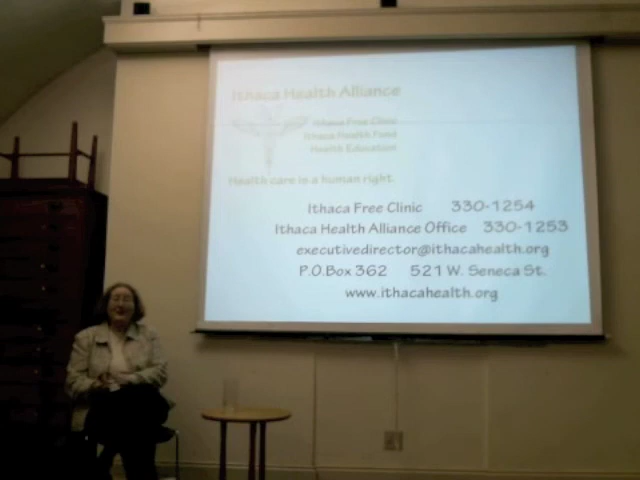 Ithaca Health Alliance
Ithaca Free Clinic
Ithaca Health Fund
Health Education
Health care is a human right.
Ithaca Free Clinic 330-1254
Ithaca Health Alliance Office 330-1253
executivedirector@ithacahealth.org
P.O.Box 362 521 W. Seneca St.
www.ithacahealth.org